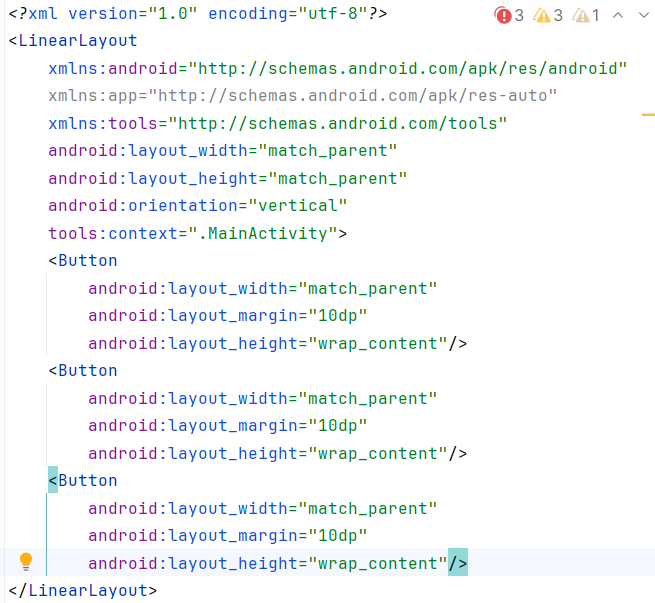 <?xml version="1.0" encoding="utf-8"?> 3 3 1
<LinearLayout
    xmlns:android="http://schemas.android.com/apk/res/android"
    xmlns:app="http://schemas.android.com/apk/res-auto"
    xmlns:tools="http://schemas.android.com/tools"
    android:layout_width="match_parent"
    android:layout_height="match_parent"
    android:orientation="vertical"
    tools:context=".MainActivity">
    <Button
        android:layout_width="match_parent"
        android:layout_margin="10dp"
        android:layout_height="wrap_content"/>
    <Button
        android:layout_width="match_parent"
        android:layout_margin="10dp"
        android:layout_height="wrap_content"/>
    <Button
        android:layout_width="match_parent"
        android:layout_margin="10dp"
        android:layout_height="wrap_content"/>
</LinearLayout>